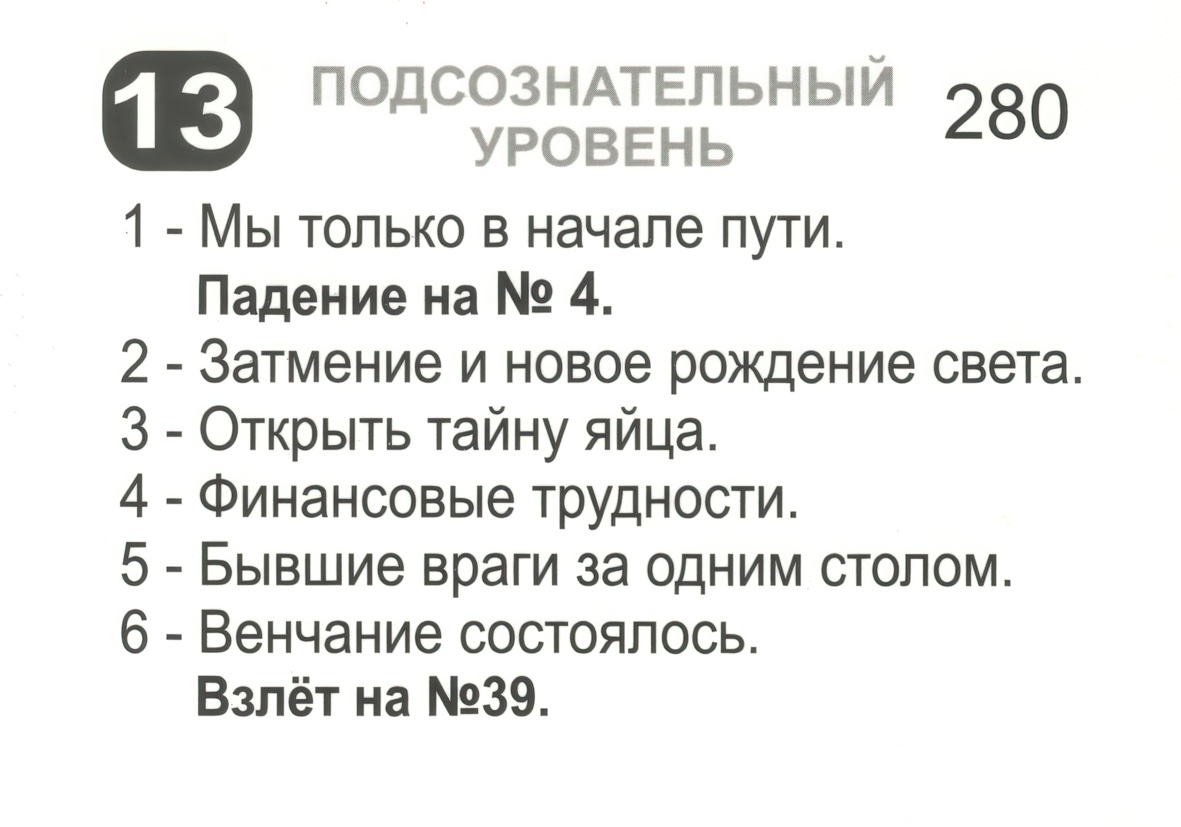 13 ПОДСОЗНАТЕЛЬНЫЙ УРОВЕНЬ 280
1 - Мы только в начале пути.
Падение на № 4.
2 - Затмение и новое рождение света.
3 - Открыть тайну яйца.
4 - Финансовые трудности.
5 - Бывшие враги за одним столом.
6 - Венчание состоялось.
Взлёт на №39.